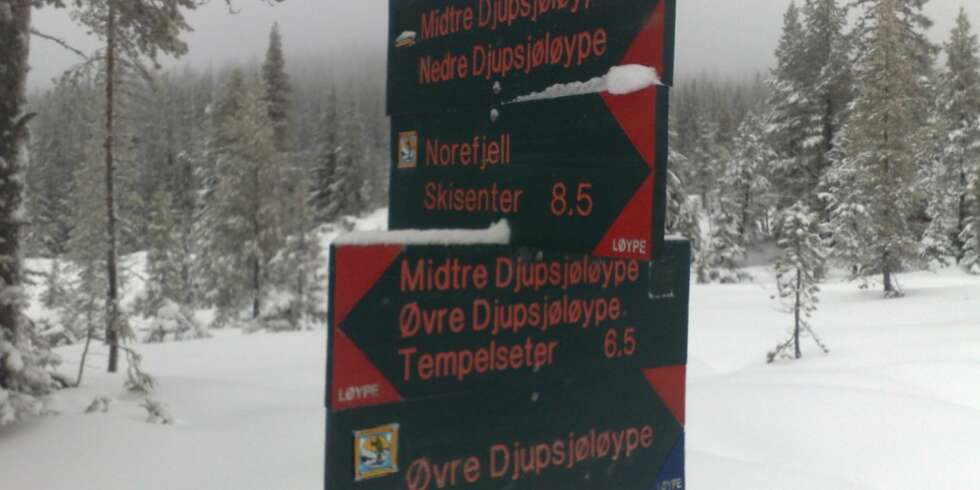 Midtre Djupsjøløype
Nedre Djupsjøløype
Norefjell
Skisenter 8.5
LØYPE
Midtre Djupsjøløype
Øvre Djupsjøløype
Tempelseter 6.5
LØYPE
Øvre Djupsjøløype
LØYPE